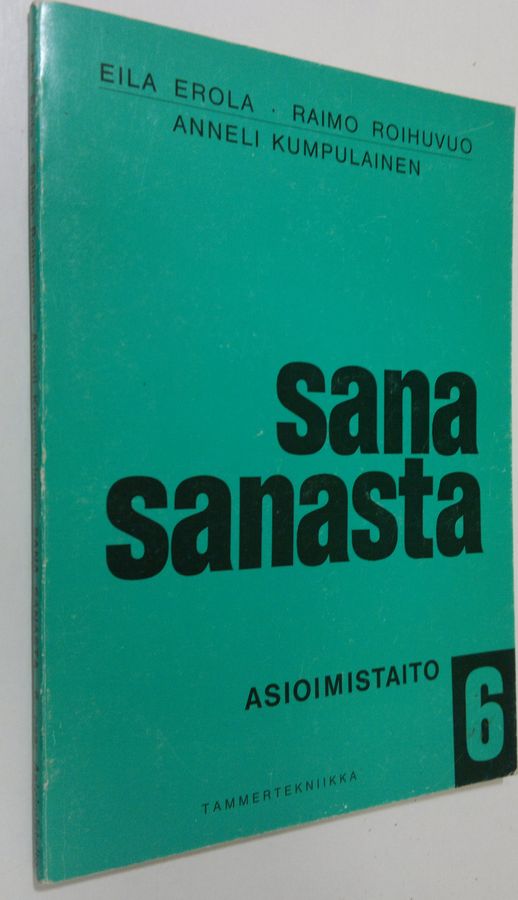 EILA EROLA · RAIMO ROIHUVUO
ANNELI KUMPULAINEN
sana
sanasta
ASIOIMISTAITO
6
TAMMERTEKNIIKKA